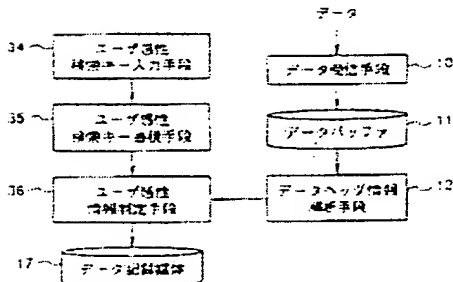 データ
34
ユーザ感性
検索キー入力手段
10
データ受信手段
35
ユーザ感性
検索キー蓄積手段
11
データバッファ
36
ユーザ感性
情報判定手段
12
データヘッダ情報
解析手段
17
データ記録媒体